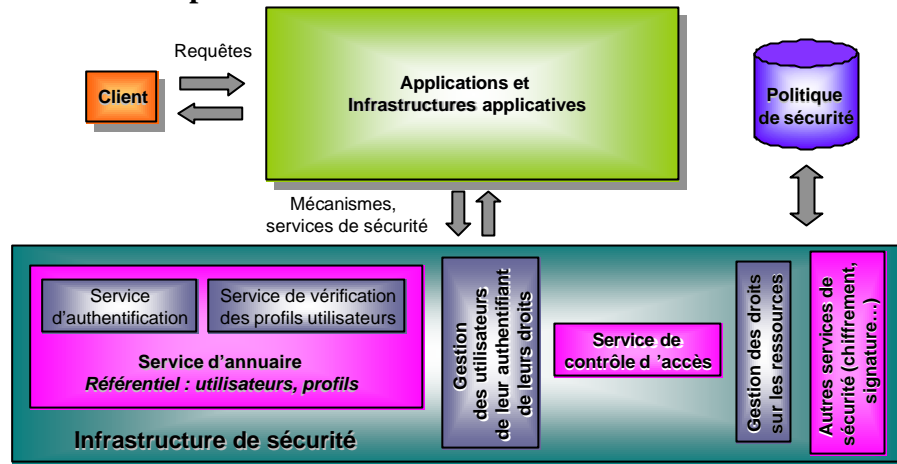 Requêtes
Client
Applications et
Infrastructures applicatives
Politique
de sécurité
Mécanismes,
services de sécurité
Service
d'authentification
Service de vérification
des profils utilisateurs
Service d'annuaire
Référentiel : utilisateurs, profils
Gestion
des utilisateurs
de leur authentifiant
de leurs droits
Service de
contrôle d 'accès
Gestion des droits
sur les ressources
Autres services de
sécurité (chiffrement,
signature...)
Infrastructure de sécurité